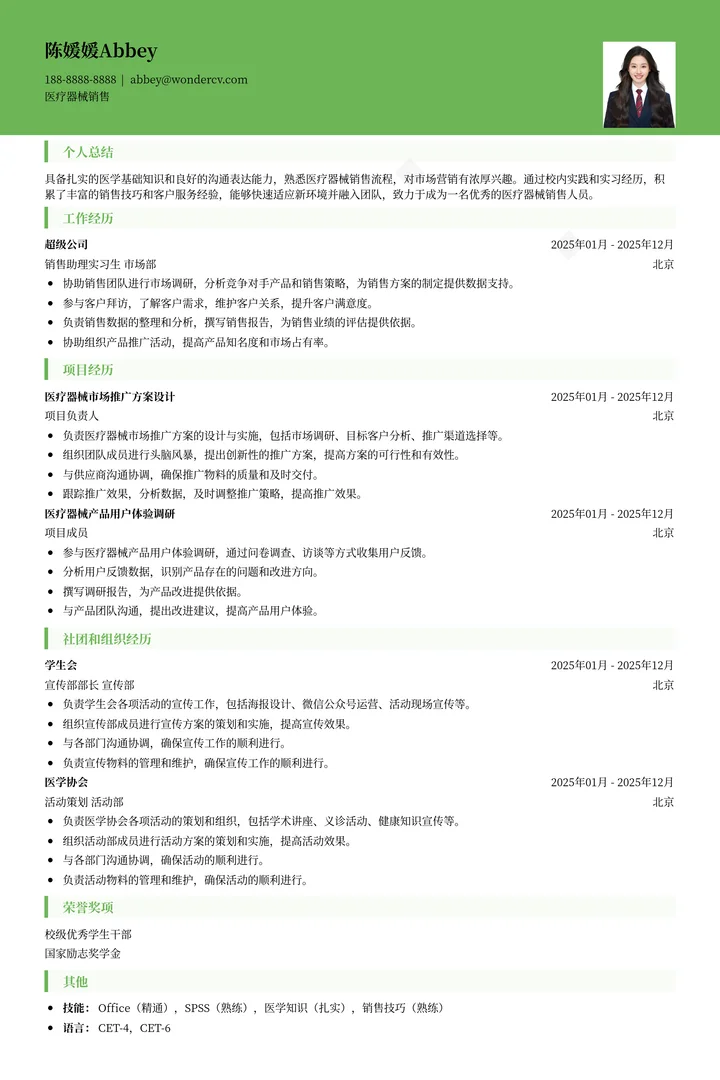 陈媛媛Abbey
188-8888-8888 | abbey@wondercv.com
医疗器械销售
个人总结
具备扎实的医学基础知识和良好的沟通表达能力，熟悉医疗器械销售流程，对市场营销有浓厚兴趣。通过校内实践和实习经历，积
累了丰富的销售技巧和客户服务经验，能够快速适应新环境并融入团队，致力于成为一名优秀的医疗器械销售人员。
工作经历
超级公司 2025年01月 - 2025年12月
销售助理实习生 市场部 北京
• 协助销售团队进行市场调研，分析竞争对手产品和销售策略，为销售方案的制定提供数据支持。
• 参与客户拜访，了解客户需求，维护客户关系，提升客户满意度。
• 负责销售数据的整理和分析，撰写销售报告，为销售业绩的评估提供依据。
• 协助组织产品推广活动，提高产品知名度和市场占有率。
项目经历
医疗器械市场推广方案设计 2025年01月 - 2025年12月
项目负责人 北京
• 负责医疗器械市场推广方案的设计与实施，包括市场调研、目标客户分析、推广渠道选择等。
• 组织团队成员进行头脑风暴，提出创新性的推广方案，提高方案的可行性和有效性。
• 与供应商沟通协调，确保推广物料的质量和及时交付。
• 跟踪推广效果，分析数据，及时调整推广策略，提高推广效果。
医疗器械产品用户体验调研 2025年01月 - 2025年12月
项目成员 北京
• 参与医疗器械产品用户体验调研，通过问卷调查、访谈等方式收集用户反馈。
• 分析用户反馈数据，识别产品存在的问题和改进方向。
• 撰写调研报告，为产品改进提供依据。
• 与产品团队沟通，提出改进建议，提高产品用户体验。
社团和组织经历
学生会 2025年01月 - 2025年12月
宣传部部长 宣传部 北京
• 负责学生会各项活动的宣传工作，包括海报设计、微信公众号运营、活动现场宣传等。
• 组织宣传部成员进行宣传方案的策划和实施，提高宣传效果。
• 与各部门沟通协调，确保宣传工作的顺利进行。
• 负责宣传物料的管理和维护，确保宣传工作的顺利进行。
医学协会 2025年01月 - 2025年12月
活动策划 活动部 北京
• 负责医学协会各项活动的策划和组织，包括学术讲座、义诊活动、健康知识宣传等。
• 组织活动部成员进行活动方案的策划和实施，提高活动效果。
• 与各部门沟通协调，确保活动的顺利进行。
• 负责活动物料的管理和维护，确保活动的顺利进行。
荣誉奖项
校级优秀学生干部
国家励志奖学金
其他
• 技能： Office（精通），SPSS（熟练），医学知识（扎实），销售技巧（熟练）
• 语言： CET-4，CET-6